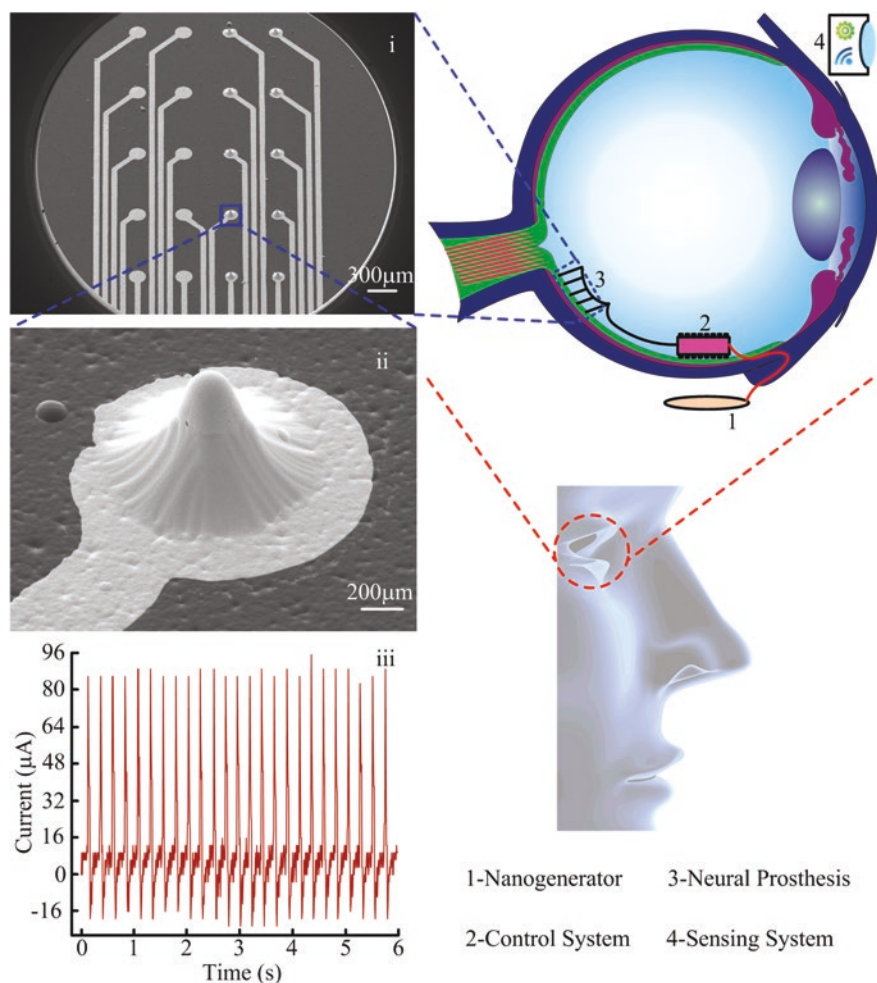 i
300μm
ii
200μm
iii
96
80
64
48
32
16
0
-16
Current (μA)
0 1 2 3 4 5 6
Time (s)
4
3
2
1
1-Nanogenerator 3-Neural Prosthesis
2-Control System 4-Sensing System